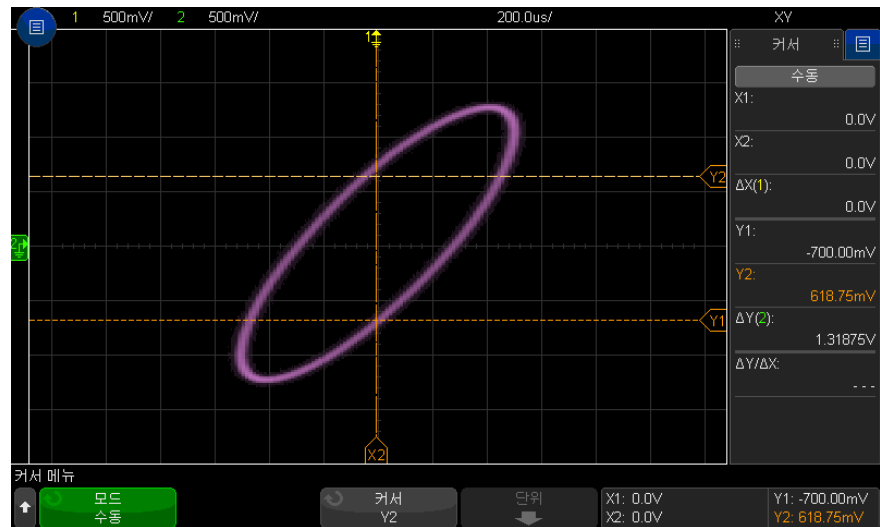 1 500mV/ 2 500mV/ 200.0us/ XY
1
커서
수동
X1:
0.0V
X2:
0.0V
ΔX(1):
0.0V
Y1:
-700.00mV
Y2:
618.75mV
ΔY(2):
1.31875V
ΔY/ΔX:
- - -
Y2
2
Y1
X2
커서 메뉴
모드
수동
커서
Y2
단위
X1: 0.0V
X2: 0.0V
Y1: -700.00mV
Y2: 618.75mV